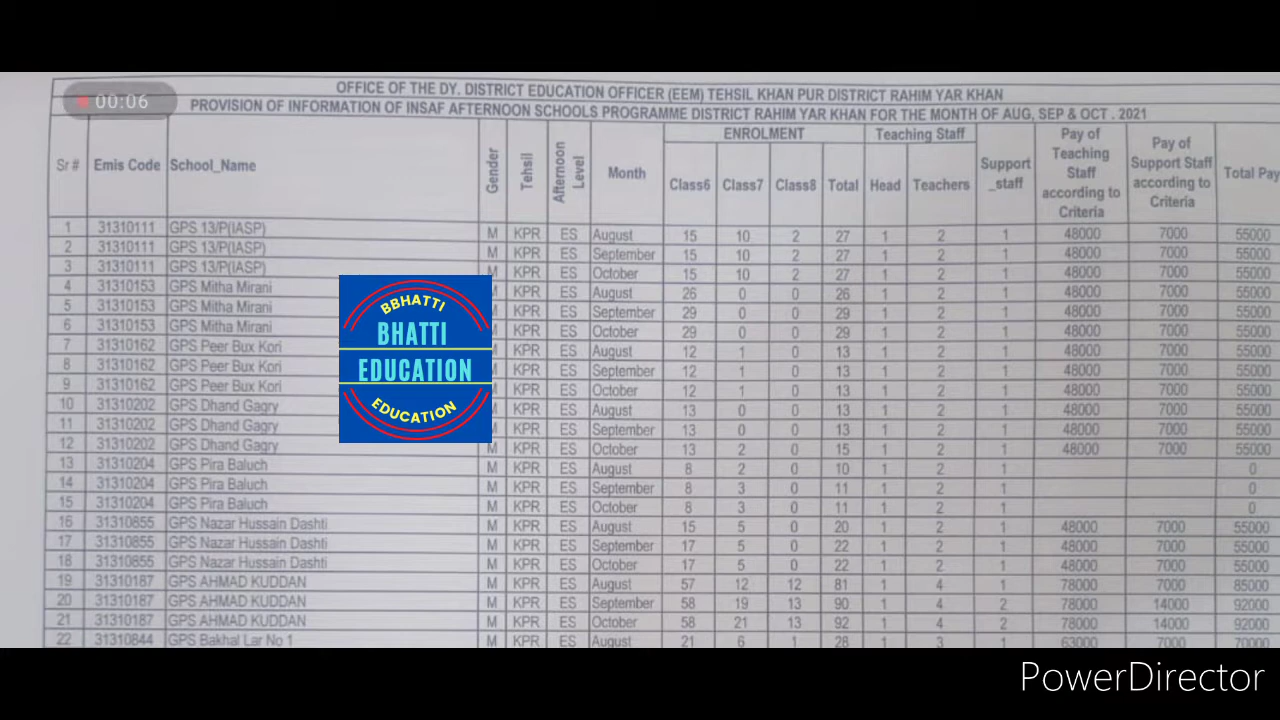 00:06
OFFICE OF THE DY. DISTRICT EDUCATION OFFICER (EEM) TEHSIL KHAN PUR DISTRICT RAHIM YAR KHAN
PROVISION OF INFORMATION OF INSAF AFTERNOON SCHOOLS PROGRAMME DISTRICT RAHIM YAR KHAN FOR THE MONTH OF AUG, SEP & OCT . 2021
Sr # Emis Code School_Name Gender Tehsil Afternoon Level Month ENROLMENT Class6 Class7 Class8 Total Teaching Staff Head Teachers Support _staff Pay of Teaching Staff according to Criteria Pay of Support Staff according to Criteria Total Pay
1 31310111 GPS 13/P(IASP) M KPR ES August 15 10 2 27 1 2 1 48000 7000 55000
2 31310111 GPS 13/P(IASP) M KPR ES September 15 10 2 27 1 2 1 48000 7000 55000
3 31310111 GPS 13/P(IASP) M KPR ES October 15 10 2 27 1 2 1 48000 7000 55000
4 31310153 GPS Mitha Mirani KPR ES August 26 0 0 26 1 2 1 48000 7000 55000
5 31310153 GPS Mitha Mirani KPR ES September 29 0 0 29 1 2 1 48000 7000 55000
6 31310153 GPS Mitha Mirani KPR ES October 29 0 0 29 1 2 1 48000 7000 55000
7 31310162 GPS Peer Bux Kori KPR ES August 12 1 0 13 1 2 1 48000 7000 55000
8 31310162 GPS Peer Bux Kori KPR ES September 12 1 0 13 1 2 1 48000 7000 55000
9 31310162 GPS Peer Bux Kori KPR ES October 12 1 0 13 1 2 1 48000 7000 55000
10 31310202 GPS Dhand Gagry KPR ES August 13 0 0 13 1 2 1 48000 7000 55000
11 31310202 GPS Dhand Gagry KPR ES September 13 0 0 13 1 2 1 48000 7000 55000
12 31310202 GPS Dhand Gagry M KPR ES October 13 2 0 15 1 2 1 48000 7000 55000
13 31310204 GPS Pira Baluch M KPR ES August 8 2 0 10 1 2 1 0
14 31310204 GPS Pira Baluch M KPR ES September 8 3 0 11 1 2 1 0
15 31310204 GPS Pira Baluch M KPR ES October 8 3 0 11 1 2 1 0
16 31310855 GPS Nazar Hussain Dashti M KPR ES August 15 5 0 20 1 2 1 48000 7000 55000
17 31310855 GPS Nazar Hussain Dashti M KPR ES September 17 5 0 22 1 2 1 48000 7000 55000
18 31310855 GPS Nazar Hussain Dashti M KPR ES October 17 5 0 22 1 2 1 48000 7000 55000
19 31310187 GPS AHMAD KUDDAN M KPR ES August 57 12 12 81 1 4 1 78000 7000 85000
20 31310187 GPS AHMAD KUDDAN M KPR ES September 58 19 13 90 1 4 2 78000 14000 92000
21 31310187 GPS AHMAD KUDDAN M KPR ES October 58 21 13 92 1 4 2 78000 14000 92000
22 31310844 GPS Bakhal Lar No 1 M KPR ES August 21 6 1 28 1 3 1 63000 7000 70000
BBHATTI
BHATTI
EDUCATION
EDUCATION
PowerDirector